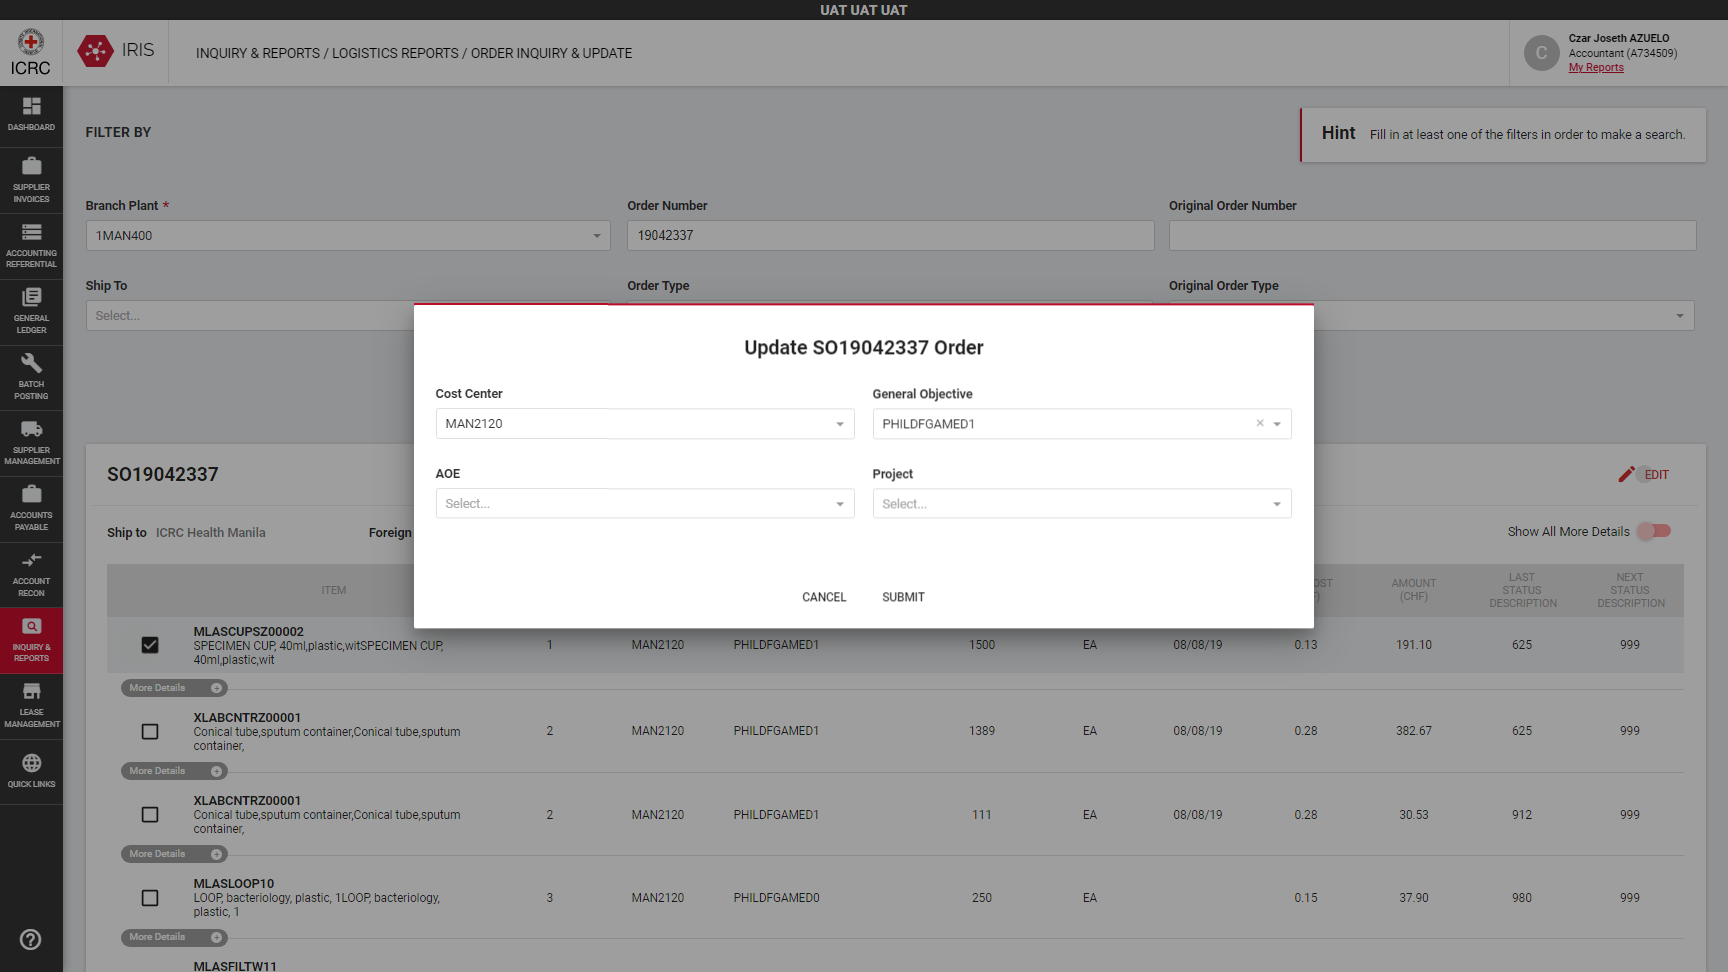 UAT UAT UAT
ICRC
IRIS
INQUIRY & REPORTS / LOGISTICS REPORTS / ORDER INQUIRY & UPDATE
C
Czar Joseth AZUELO
Accountant (A734509)
My Reports
DASHBOARD
SUPPLIER
INVOICES
ACCOUNTING
REFERENTIAL
GENERAL
LEDGER
BATCH
POSTING
SUPPLIER
MANAGEMENT
ACCOUNTS
PAYABLE
ACCOUNT
RECON
INQUIRY &
REPORTS
LEASE
MANAGEMENT
QUICK LINKS
FILTER BY
Hint Fill in at least one of the filters in order to make a search.
Branch Plant * Order Number Original Order Number
1MAN400 19042337
Ship To Order Type Original Order Type
Select...
Update SO19042337 Order
Cost Center General Objective
MAN2120 PHILDFGAMED1 ×
AOE Project
Select... Select...
CANCEL SUBMIT
SO19042337 EDIT
Ship to ICRC Health Manila Foreign Show All More Details
ITEM OST F) AMOUNT (CHF) LAST STATUS DESCRIPTION NEXT STATUS DESCRIPTION
MLASCUPSZ00002
SPECIMEN CUP, 40ml,plastic,witSPECIMEN CUP, 1 MAN2120 PHILDFGAMED1 1500 EA 08/08/19 0.13 191.10 625 999
40ml,plastic,wit
More Details
XLABCNTRZ00001
Conical tube,sputum container,Conical tube,sputum 2 MAN2120 PHILDFGAMED1 1389 EA 08/08/19 0.28 382.67 625 999
container,
More Details
XLABCNTRZ00001
Conical tube,sputum container,Conical tube,sputum 2 MAN2120 PHILDFGAMED1 111 EA 08/08/19 0.28 30.53 912 999
container,
More Details
MLASLOOP10
LOOP, bacteriology, plastic, 1LOOP, bacteriology, 3 MAN2120 PHILDFGAMED0 250 EA 0.15 37.90 980 999
plastic, 1
More Details
MLASFILTW11